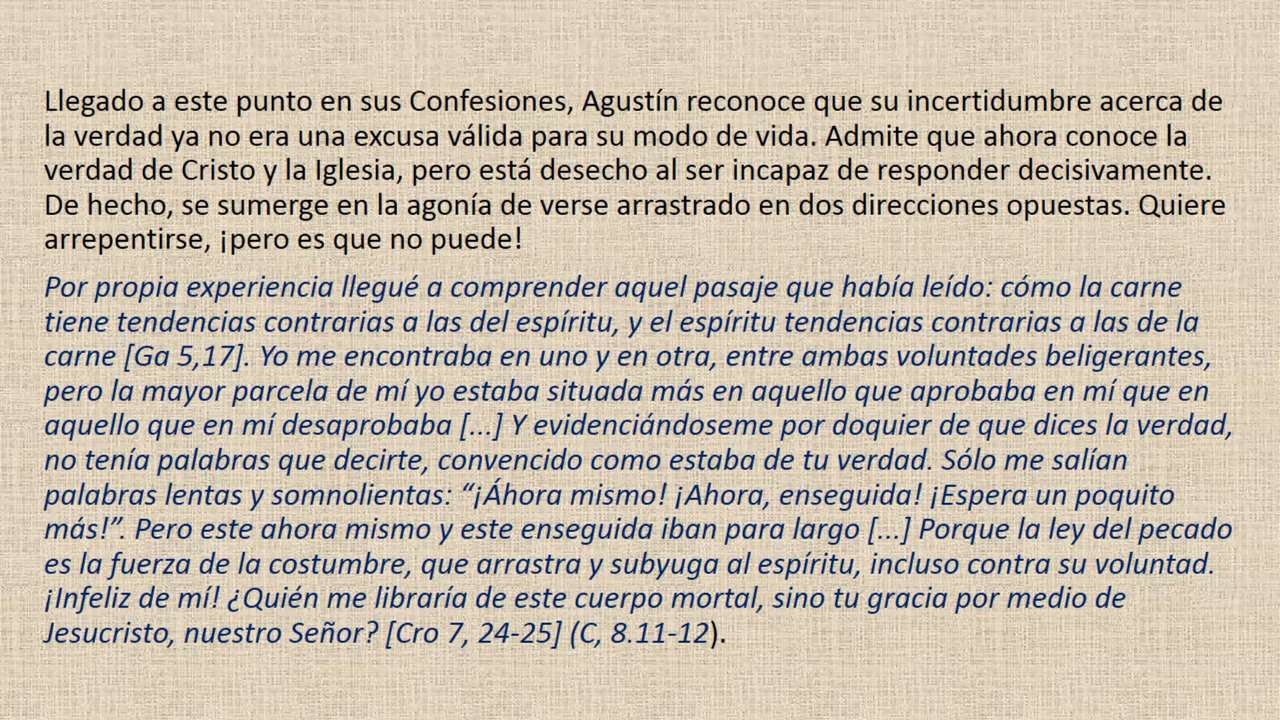 Llegado a este punto en sus Confesiones, Agustín reconoce que su incertidumbre acerca de
la verdad ya no era una excusa válida para su modo de vida. Admite que ahora conoce la
verdad de Cristo y la Iglesia, pero está desecho al ser incapaz de responder decisivamente.
De hecho, se sumerge en la agonía de verse arrastrado en dos direcciones opuestas. Quiere
arrepentirse, ¡pero es que no puede!
Por propia experiencia llegué a comprender aquel pasaje que había leído: cómo la carne
tiene tendencias contrarias a las del espíritu, y el espíritu tendencias contrarias a las de la
carne [Ga 5,17]. Yo me encontraba en uno y en otra, entre ambas voluntades beligerantes,
pero la mayor parcela de mí yo estaba situada más en aquello que aprobaba en mí que en
aquello que en mí desaprobaba [...] Y evidenciándoseme por doquier de que dices la verdad,
no tenía palabras que decirte, convencido como estaba de tu verdad. Sólo me salían
palabras lentas y somnolientas: “¡Áhora mismo! ¡Ahora, enseguida! ¡Espera un poquito
más!”. Pero este ahora mismo y este enseguida iban para largo [...] Porque la ley del pecado
es la fuerza de la costumbre, que arrastra y subyuga al espíritu, incluso contra su voluntad.
¡Infeliz de mí! ¿Quién me libraría de este cuerpo mortal, sino tu gracia por medio de
Jesucristo, nuestro Señor? [Cro 7, 24-25] (C, 8.11-12).